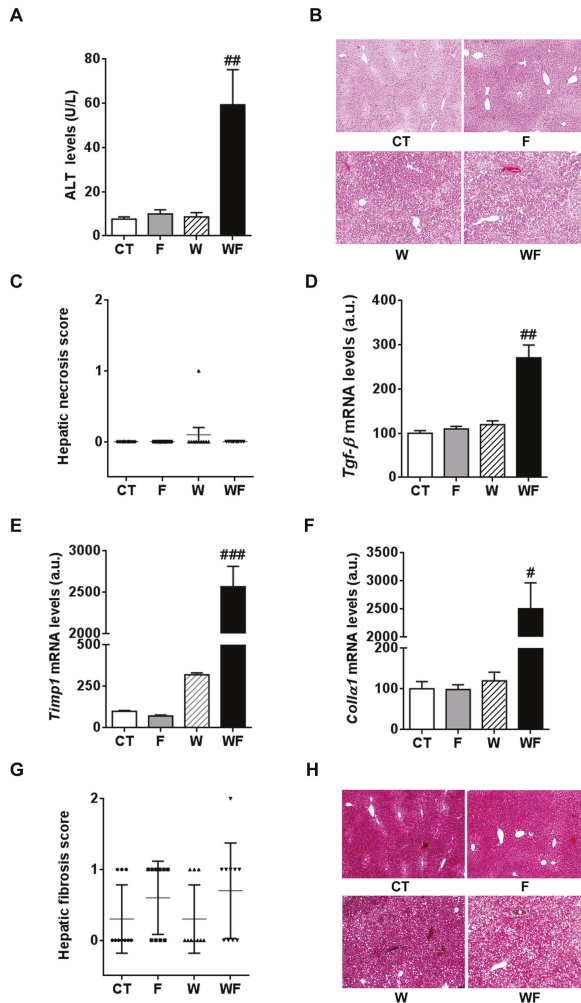 A
ALT levels (U/L)
80
60
40
20
0
##
CT F W WF
B
CT F
W WF
C
Hepatic necrosis score
2
1
0
CT F W WF
D
Tgf-β mRNA levels (a.u.)
400
300
200
100
0
##
CT F W WF
E
Timp1 mRNA levels (a.u.)
3000
2500
2000
500
250
0
###
CT F W WF
F
Collα1 mRNA levels (a.u.)
3500
3000
2500
2000
200
100
0
#
CT F W WF
G
Hepatic fibrosis score
2
1
0
CT F W WF
H
CT F
W WF